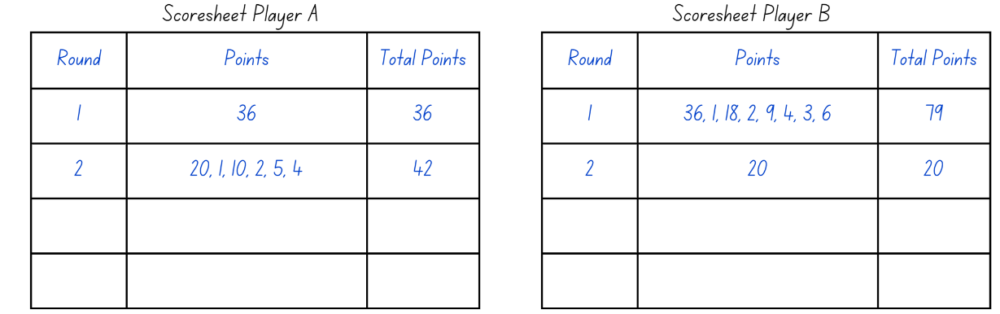 Scoresheet Player A
Round Points Total Points
1 36 36
2 20, 1, 10, 2, 5, 4 42
Scoresheet Player B
Round Points Total Points
1 36, 1, 18, 2, 9, 4, 3, 6 79
2 20 20